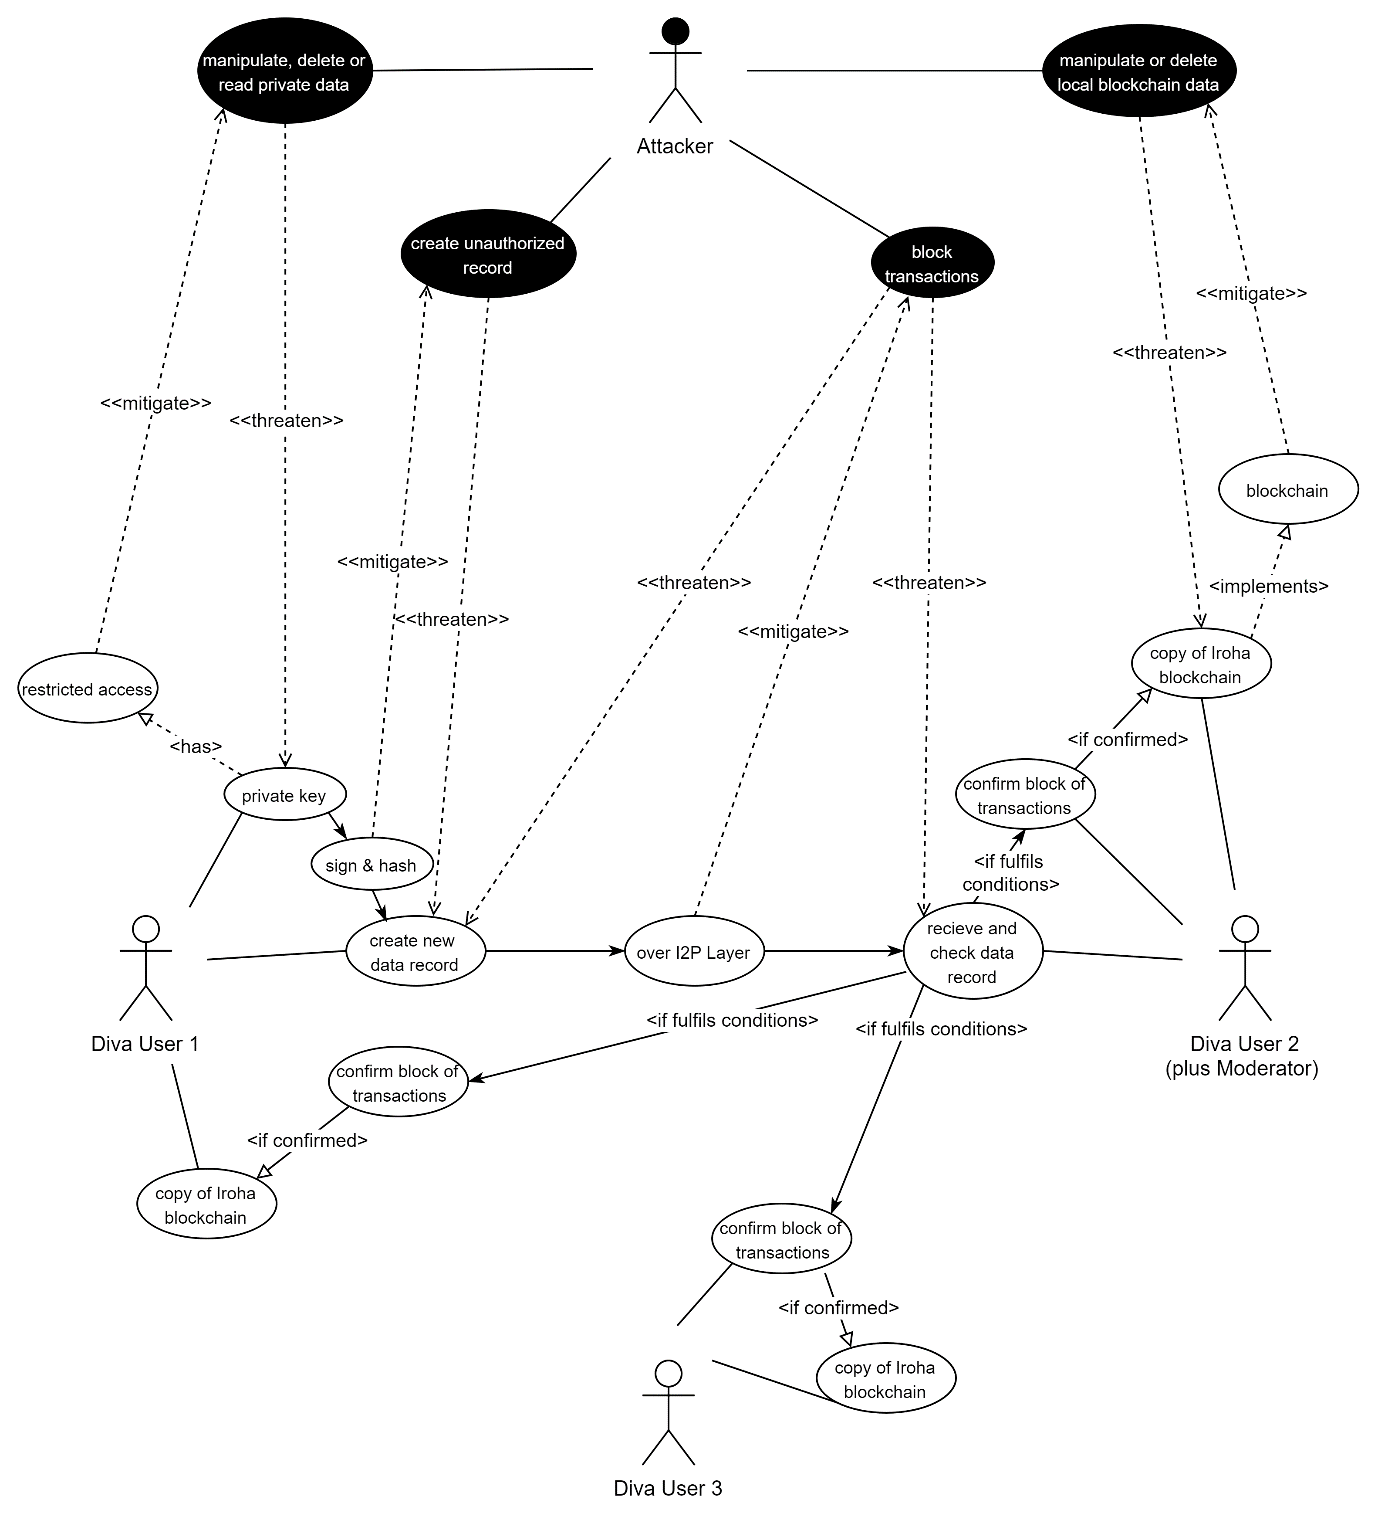 manipulate, delete or
read private data
Attacker
manipulate or delete
local blockchain data
create unauthorized
record
block
transactions
<<mitigate>>
<<threaten>>
<<mitigate>>
<<threaten>>
blockchain
<<mitigate>>
<<threaten>>
<<threaten>>
<<threaten>>
<implements>
<<mitigate>>
copy of Iroha
blockchain
restricted access
<has>
<if confirmed>
private key
confirm block of
transactions
sign & hash
<if fulfils
conditions>
create new
data record
over I2P Layer
recieve and
check data
record
<if fulfils conditions>
<if fulfils conditions>
Diva User 1
Diva User 2
(plus Moderator)
confirm block of
transactions
<if confirmed>
copy of Iroha
blockchain
confirm block of
transactions
<if confirmed>
copy of Iroha
blockchain
Diva User 3